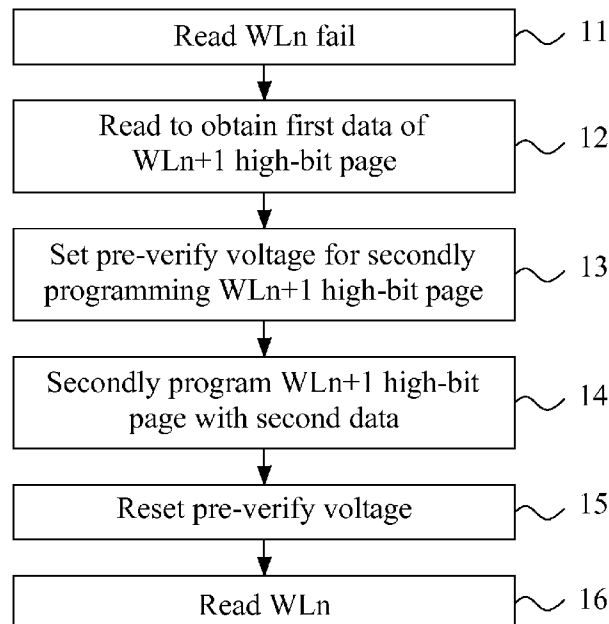 Read WLn fail
11
Read to obtain first data of
WLn+1 high-bit page
12
Set pre-verify voltage for secondly
programming WLn+1 high-bit page
13
Secondly program WLn+1 high-bit
page with second data
14
Reset pre-verify voltage
15
Read WLn
16